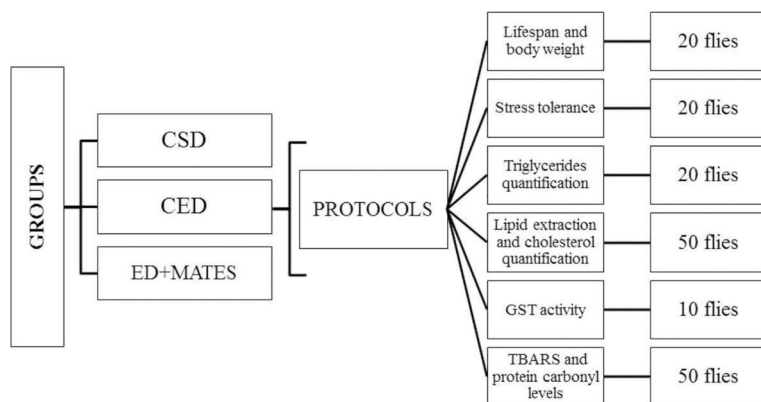 GROUPS
CSD
CED
ED+MATES
PROTOCOLS
Lifespan and
body weight
20 flies
Stress tolerance
20 flies
Triglycerides
quantification
20 flies
Lipid extraction
and cholesterol
quantification
50 flies
GST activity
10 flies
TBARS and
protein carbonyl
levels
50 flies